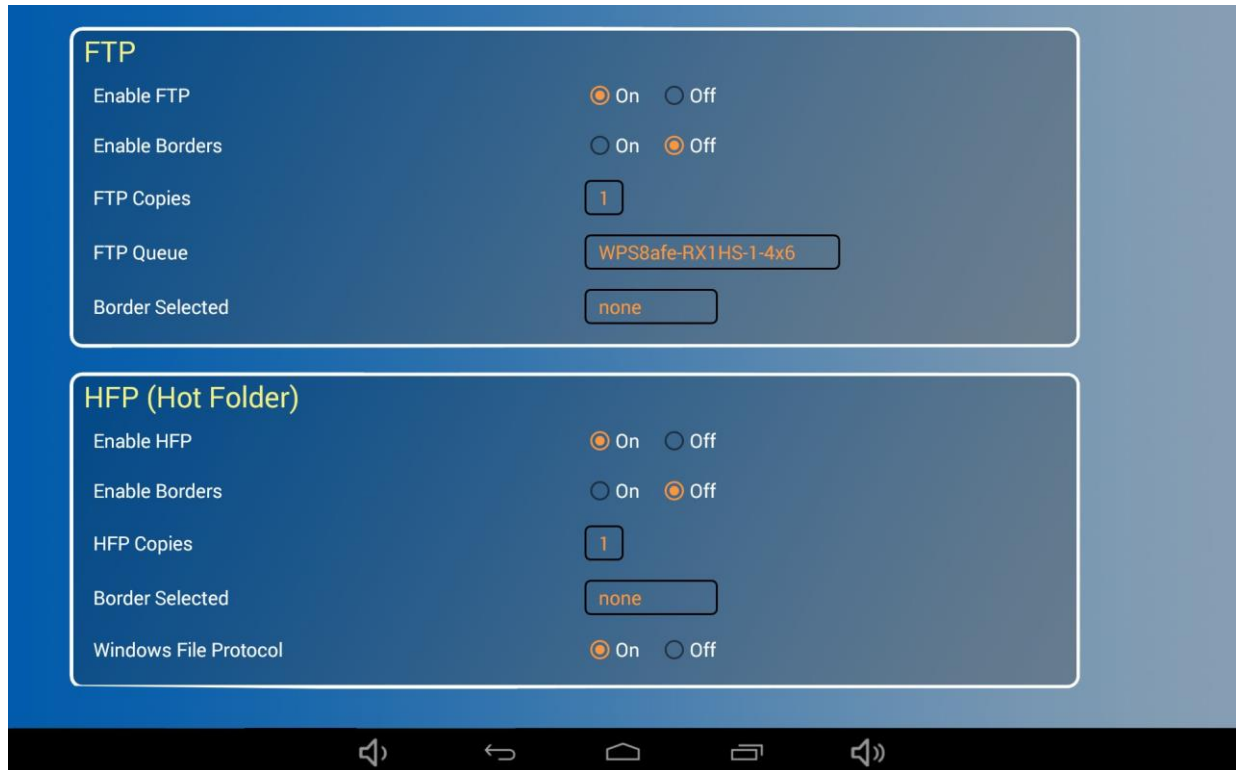 FTP
Enable FTP On Off
Enable Borders On Off
FTP Copies 1
FTP Queue WPS8afe-RX1HS-1-4x6
Border Selected none
HFP (Hot Folder)
Enable HFP On Off
Enable Borders On Off
HFP Copies 1
Border Selected none
Windows File Protocol On Off